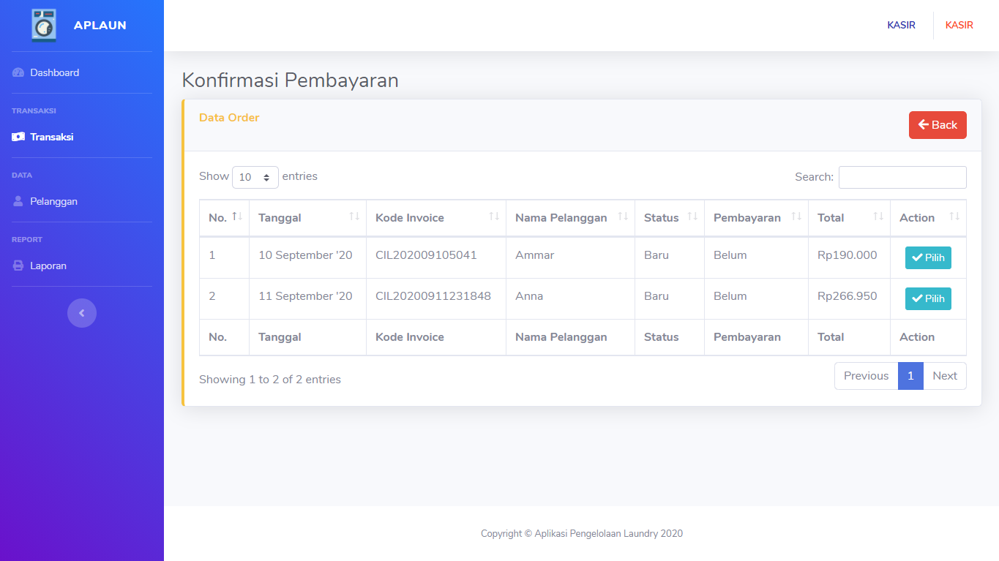 APLAUN
KASIR
KASIR
Dashboard
TRANSAKSI
Transaksi
DATA
Pelanggan
REPORT
Laporan
Konfirmasi Pembayaran
Data Order
Back
Show 10 entries
Search:
No. Tanggal Kode Invoice Nama Pelanggan Status Pembayaran Total Action
1 10 September '20 CIL202009105041 Ammar Baru Belum Rp190.000 Pilih
2 11 September '20 CIL20200911231848 Anna Baru Belum Rp266.950 Pilih
No. Tanggal Kode Invoice Nama Pelanggan Status Pembayaran Total Action
Showing 1 to 2 of 2 entries
Previous 1 Next
Copyright © Aplikasi Pengelolaan Laundry 2020